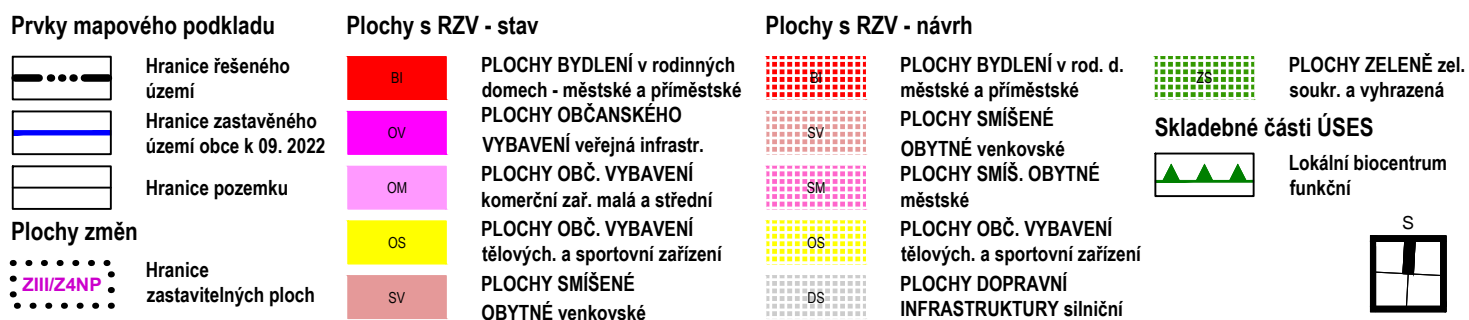 Prvky mapového podkladu
Hranice řešeného
území
Hranice zastavěného
území obce k 09. 2022
Hranice pozemku
Plochy změn
ZIII/Z4NP
Hranice
zastavitelných ploch
Plochy s RZV - stav
BI
PLOCHY BYDLENÍ v rodinných
domech - městské a příměstské
OV
PLOCHY OBČANSKÉHO
VYBAVENÍ veřejná infrastr.
OM
PLOCHY OBČ. VYBAVENÍ
komerční zař. malá a střední
OS
PLOCHY OBČ. VYBAVENÍ
tělových. a sportovní zařízení
SV
PLOCHY SMÍŠENÉ
OBYTNÉ venkovské
Plochy s RZV - návrh
BI
PLOCHY BYDLENÍ v rod. d.
městské a příměstské
SV
PLOCHY SMÍŠENÉ
OBYTNÉ venkovské
SM
PLOCHY SMÍŠ. OBYTNÉ
městské
OS
PLOCHY OBČ. VYBAVENÍ
tělových. a sportovní zařízení
DS
PLOCHY DOPRAVNÍ
INFRASTRUKTURY silniční
ZS
PLOCHY ZELENĚ zel.
soukr. a vyhrazená
Skladebné části ÚSES
Lokální biocentrum
funkční
S